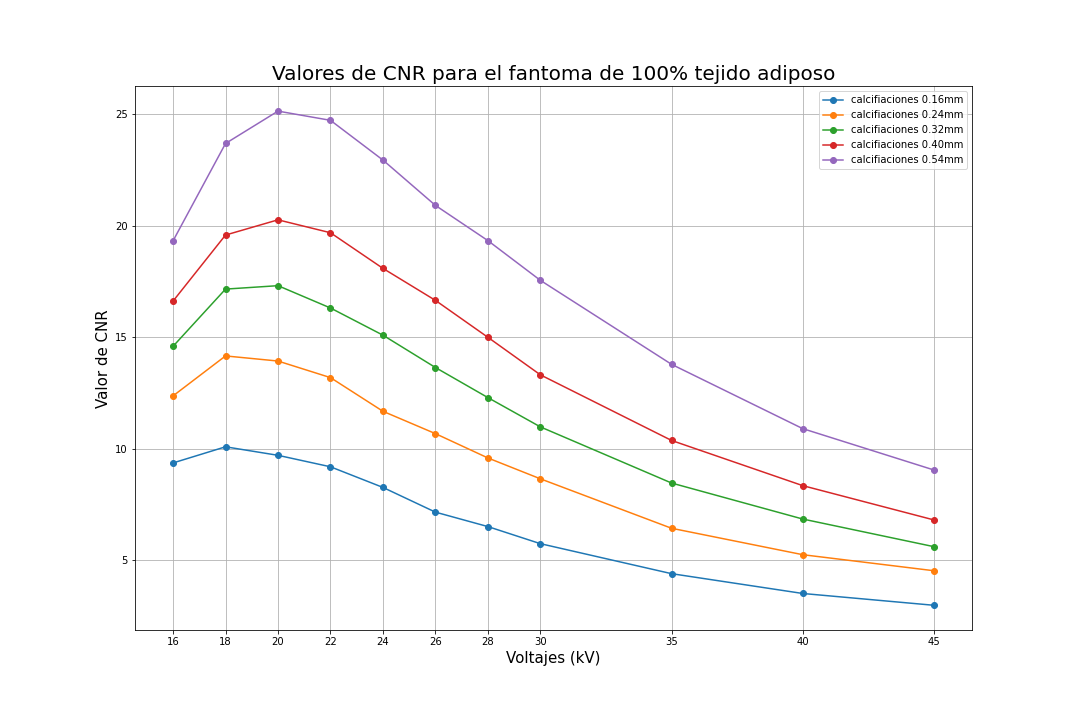 Valores de CNR para el fantoma de 100% tejido adiposo
calcifiaciones 0.16mm
calcifiaciones 0.24mm
calcifiaciones 0.32mm
calcifiaciones 0.40mm
calcifiaciones 0.54mm
Valor de CNR
25
20
15
10
5
16 18 20 22 24 26 28 30 35 40 45
Voltajes (kV)